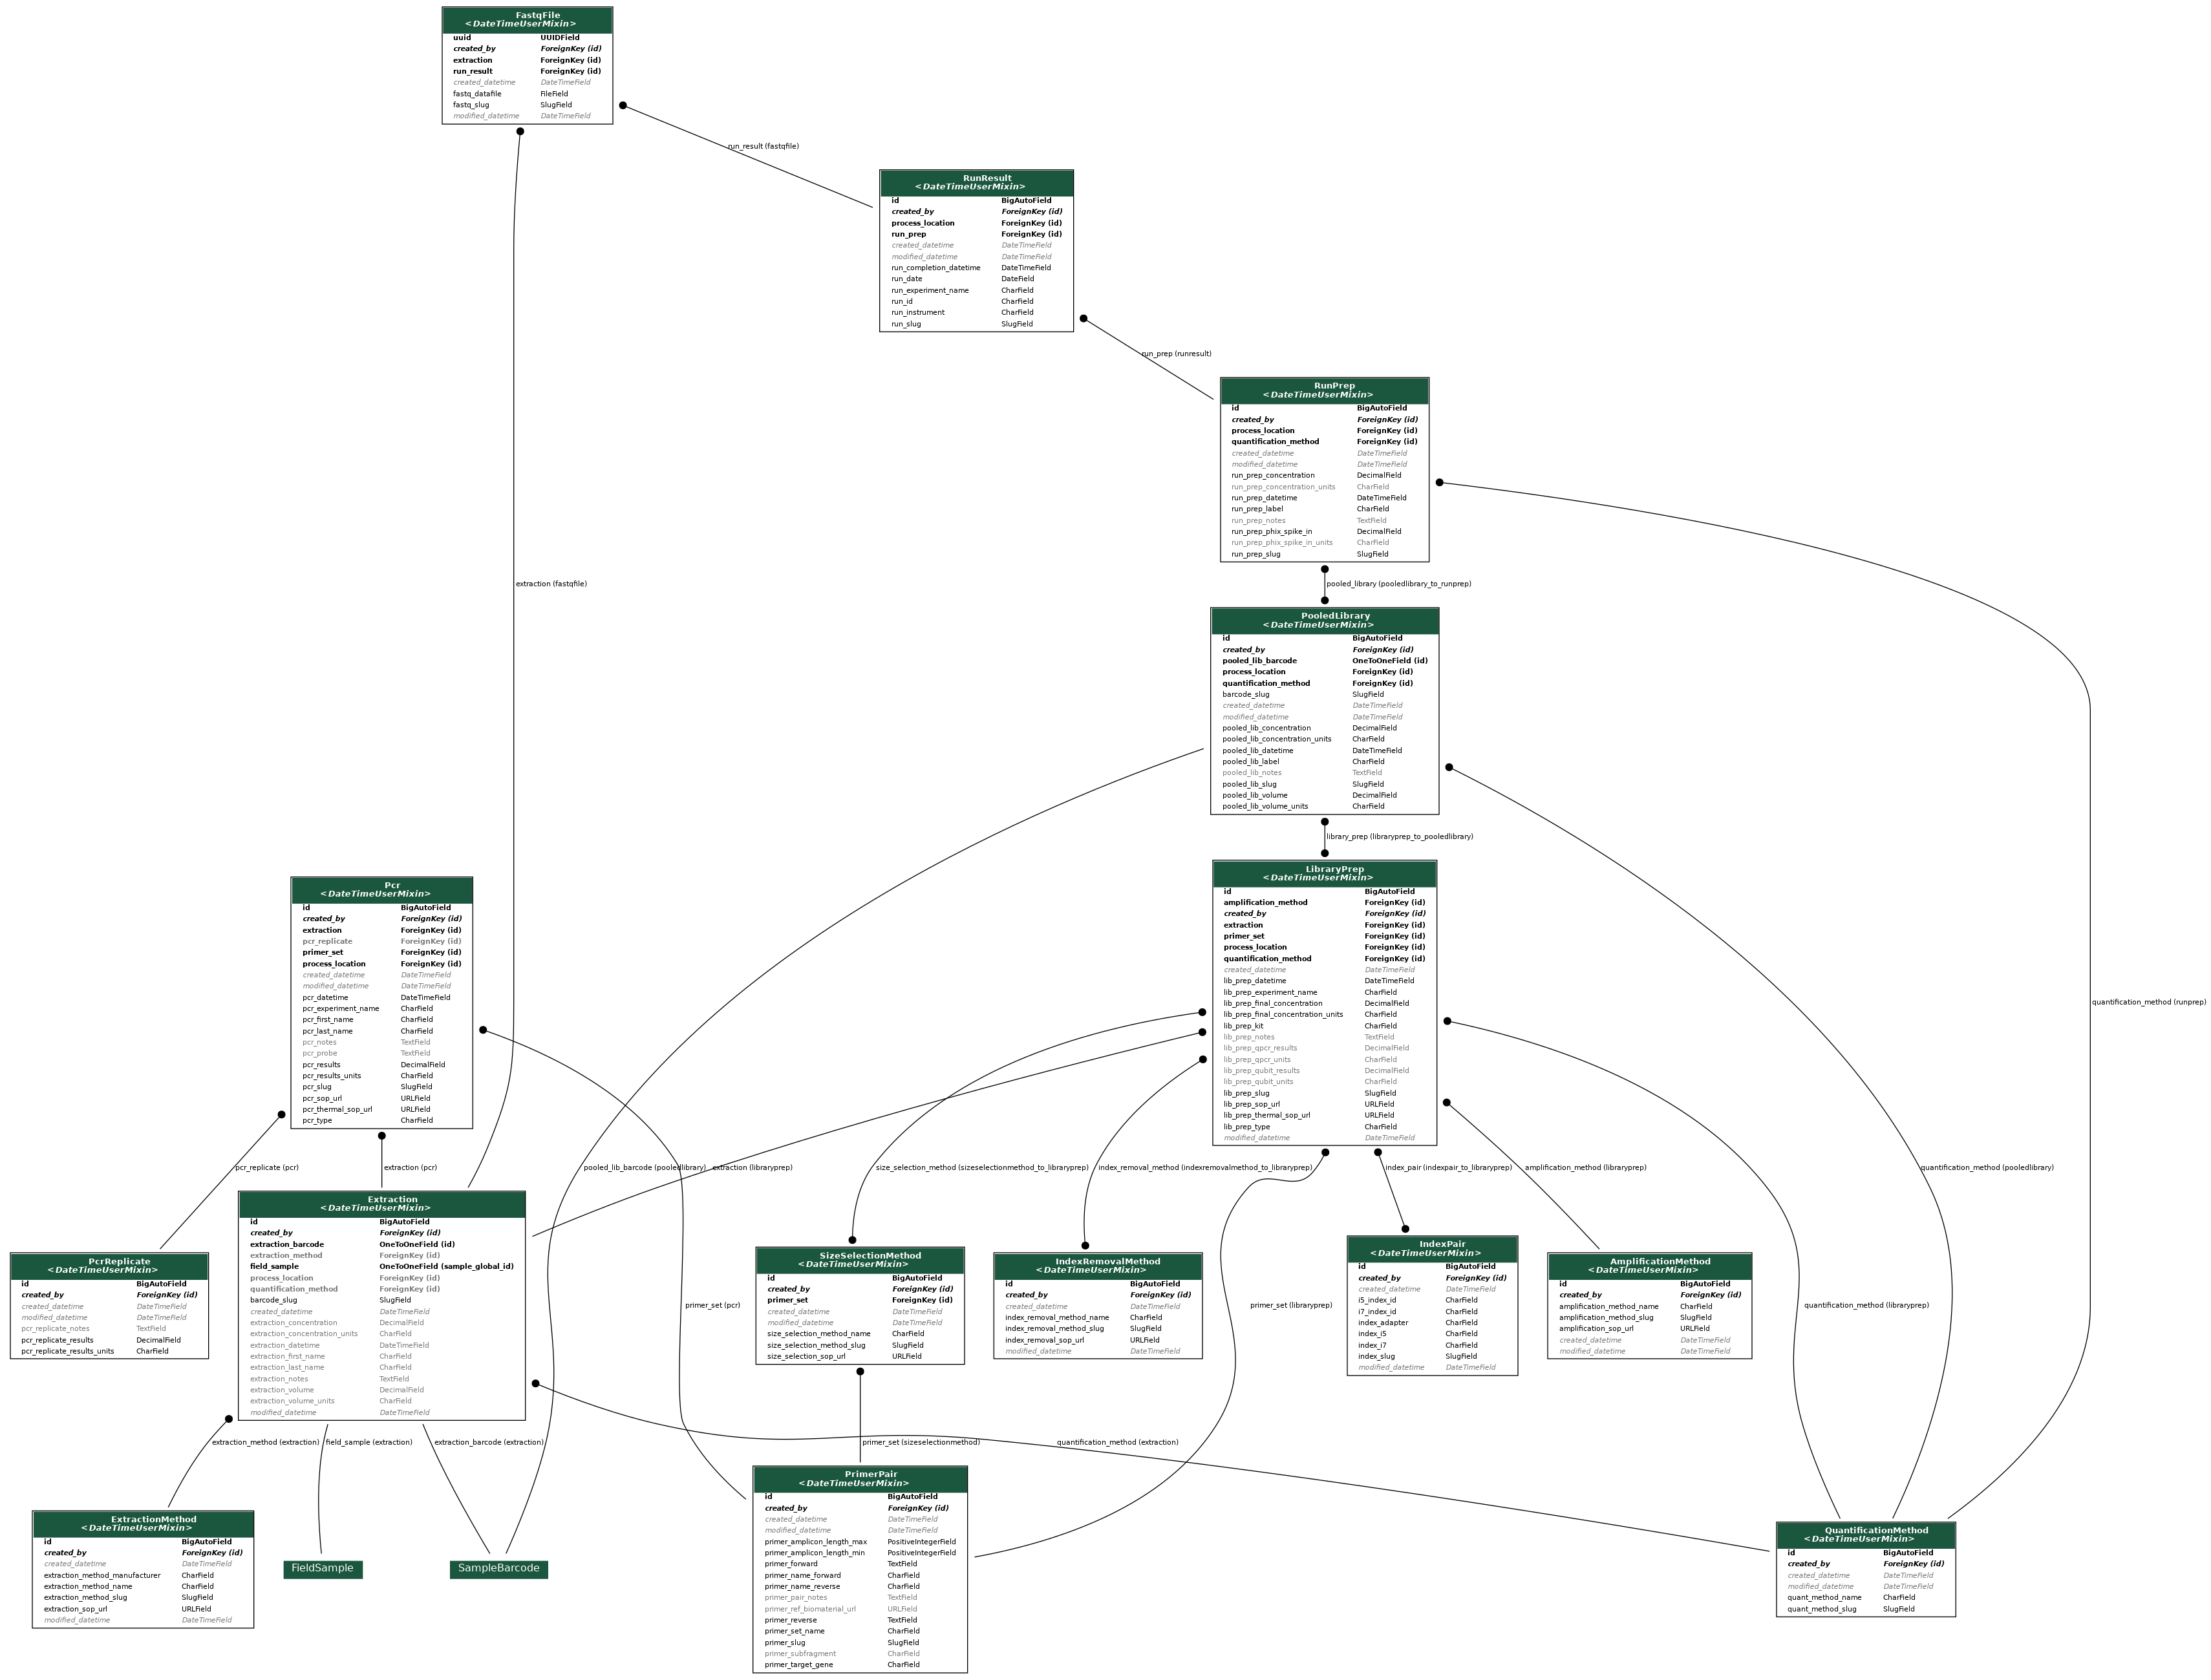 FastqFile
<DateTimeUserMixin>
uuid UUIDField
created_by ForeignKey (id)
extraction ForeignKey (id)
run_result ForeignKey (id)
created_datetime DateTimeField
fastq_datafile FileField
fastq_slug SlugField
modified_datetime DateTimeField
run_result (fastqfile)
RunResult
<DateTimeUserMixin>
id BigAutoField
created_by ForeignKey (id)
process_location ForeignKey (id)
run_prep ForeignKey (id)
created_datetime DateTimeField
modified_datetime DateTimeField
run_completion_datetime DateTimeField
run_date DateField
run_experiment_name CharField
run_id CharField
run_instrument CharField
run_slug SlugField
run_prep (runresult)
RunPrep
<DateTimeUserMixin>
id BigAutoField
created_by ForeignKey (id)
process_location ForeignKey (id)
quantification_method ForeignKey (id)
created_datetime DateTimeField
modified_datetime DateTimeField
run_prep_concentration DecimalField
run_prep_concentration_units CharField
run_prep_datetime DateTimeField
run_prep_label CharField
run_prep_notes TextField
run_prep_phix_spike_in DecimalField
run_prep_phix_spike_in_units CharField
run_prep_slug SlugField
extraction (fastqfile)
pooled_library (pooledlibrary_to_runprep)
PooledLibrary
<DateTimeUserMixin>
id BigAutoField
created_by ForeignKey (id)
pooled_lib_barcode OneToOneField (id)
process_location ForeignKey (id)
quantification_method ForeignKey (id)
barcode_slug SlugField
created_datetime DateTimeField
modified_datetime DateTimeField
pooled_lib_concentration DecimalField
pooled_lib_concentration_units CharField
pooled_lib_datetime DateTimeField
pooled_lib_label CharField
pooled_lib_notes TextField
pooled_lib_slug SlugField
pooled_lib_volume DecimalField
pooled_lib_volume_units CharField
library_prep (libraryprep_to_pooledlibrary)
Pcr
<DateTimeUserMixin>
id BigAutoField
created_by ForeignKey (id)
extraction ForeignKey (id)
pcr_replicate ForeignKey (id)
primer_set ForeignKey (id)
process_location ForeignKey (id)
created_datetime DateTimeField
modified_datetime DateTimeField
pcr_datetime DateTimeField
pcr_experiment_name CharField
pcr_first_name CharField
pcr_last_name CharField
pcr_notes TextField
pcr_probe TextField
pcr_results DecimalField
pcr_results_units CharField
pcr_slug SlugField
pcr_sop_url URLField
pcr_thermal_sop_url URLField
pcr_type CharField
LibraryPrep
<DateTimeUserMixin>
id BigAutoField
amplification_method ForeignKey (id)
created_by ForeignKey (id)
extraction ForeignKey (id)
primer_set ForeignKey (id)
process_location ForeignKey (id)
quantification_method ForeignKey (id)
created_datetime DateTimeField
lib_prep_datetime DateTimeField
lib_prep_experiment_name CharField
lib_prep_final_concentration DecimalField
lib_prep_final_concentration_units CharField
lib_prep_kit CharField
lib_prep_notes TextField
lib_prep_qpcr_results DecimalField
lib_prep_qpcr_units CharField
lib_prep_qubit_results DecimalField
lib_prep_qubit_units CharField
lib_prep_slug SlugField
lib_prep_sop_url URLField
lib_prep_thermal_sop_url URLField
lib_prep_type CharField
modified_datetime DateTimeField
quantification_method (runprep)
pcr_replicate (pcr)
extraction (pcr)
pooled_lib_barcode (pooledlibrary)
extraction (libraryprep)
size_selection_method (sizeselectionmethod_to_libraryprep)
index_removal_method (indexremovalmethod_to_libraryprep)
index_pair (indexpair_to_libraryprep)
amplification_method (libraryprep)
quantification_method (pooledlibrary)
PcrReplicate
<DateTimeUserMixin>
id BigAutoField
created_by ForeignKey (id)
created_datetime DateTimeField
modified_datetime DateTimeField
pcr_replicate_notes TextField
pcr_replicate_results DecimalField
pcr_replicate_results_units CharField
Extraction
<DateTimeUserMixin>
id BigAutoField
created_by ForeignKey (id)
extraction_barcode OneToOneField (id)
extraction_method ForeignKey (id)
field_sample OneToOneField (sample_global_id)
process_location ForeignKey (id)
quantification_method ForeignKey (id)
barcode_slug SlugField
created_datetime DateTimeField
extraction_concentration DecimalField
extraction_concentration_units CharField
extraction_datetime DateTimeField
extraction_first_name CharField
extraction_last_name CharField
extraction_notes TextField
extraction_volume DecimalField
extraction_volume_units CharField
modified_datetime DateTimeField
primer_set (pcr)
SizeSelectionMethod
<DateTimeUserMixin>
id BigAutoField
created_by ForeignKey (id)
primer_set ForeignKey (id)
created_datetime DateTimeField
modified_datetime DateTimeField
size_selection_method_name CharField
size_selection_method_slug SlugField
size_selection_sop_url URLField
IndexRemovalMethod
<DateTimeUserMixin>
id BigAutoField
created_by ForeignKey (id)
created_datetime DateTimeField
index_removal_method_name CharField
index_removal_method_slug SlugField
index_removal_sop_url URLField
modified_datetime DateTimeField
primer_set (libraryprep)
IndexPair
<DateTimeUserMixin>
id BigAutoField
created_by ForeignKey (id)
created_datetime DateTimeField
i5_index_id CharField
i7_index_id CharField
index_adapter CharField
index_i5 CharField
index_i7 CharField
index_slug SlugField
modified_datetime DateTimeField
AmplificationMethod
<DateTimeUserMixin>
id BigAutoField
created_by ForeignKey (id)
amplification_method_name CharField
amplification_method_slug SlugField
amplification_sop_url URLField
created_datetime DateTimeField
modified_datetime DateTimeField
quantification_method (libraryprep)
extraction_method (extraction)
field_sample (extraction)
extraction_barcode (extraction)
primer_set (sizeselectionmethod)
quantification_method (extraction)
ExtractionMethod
<DateTimeUserMixin>
id BigAutoField
created_by ForeignKey (id)
created_datetime DateTimeField
extraction_method_manufacturer CharField
extraction_method_name CharField
extraction_method_slug SlugField
extraction_sop_url URLField
modified_datetime DateTimeField
FieldSample
SampleBarcode
PrimerPair
<DateTimeUserMixin>
id BigAutoField
created_by ForeignKey (id)
created_datetime DateTimeField
modified_datetime DateTimeField
primer_amplicon_length_max PositiveIntegerField
primer_amplicon_length_min PositiveIntegerField
primer_forward TextField
primer_name_forward CharField
primer_name_reverse CharField
primer_pair_notes TextField
primer_ref_biomaterial_url URLField
primer_reverse TextField
primer_set_name CharField
primer_slug SlugField
primer_subfragment CharField
primer_target_gene CharField
QuantificationMethod
<DateTimeUserMixin>
id BigAutoField
created_by ForeignKey (id)
created_datetime DateTimeField
modified_datetime DateTimeField
quant_method_name CharField
quant_method_slug SlugField